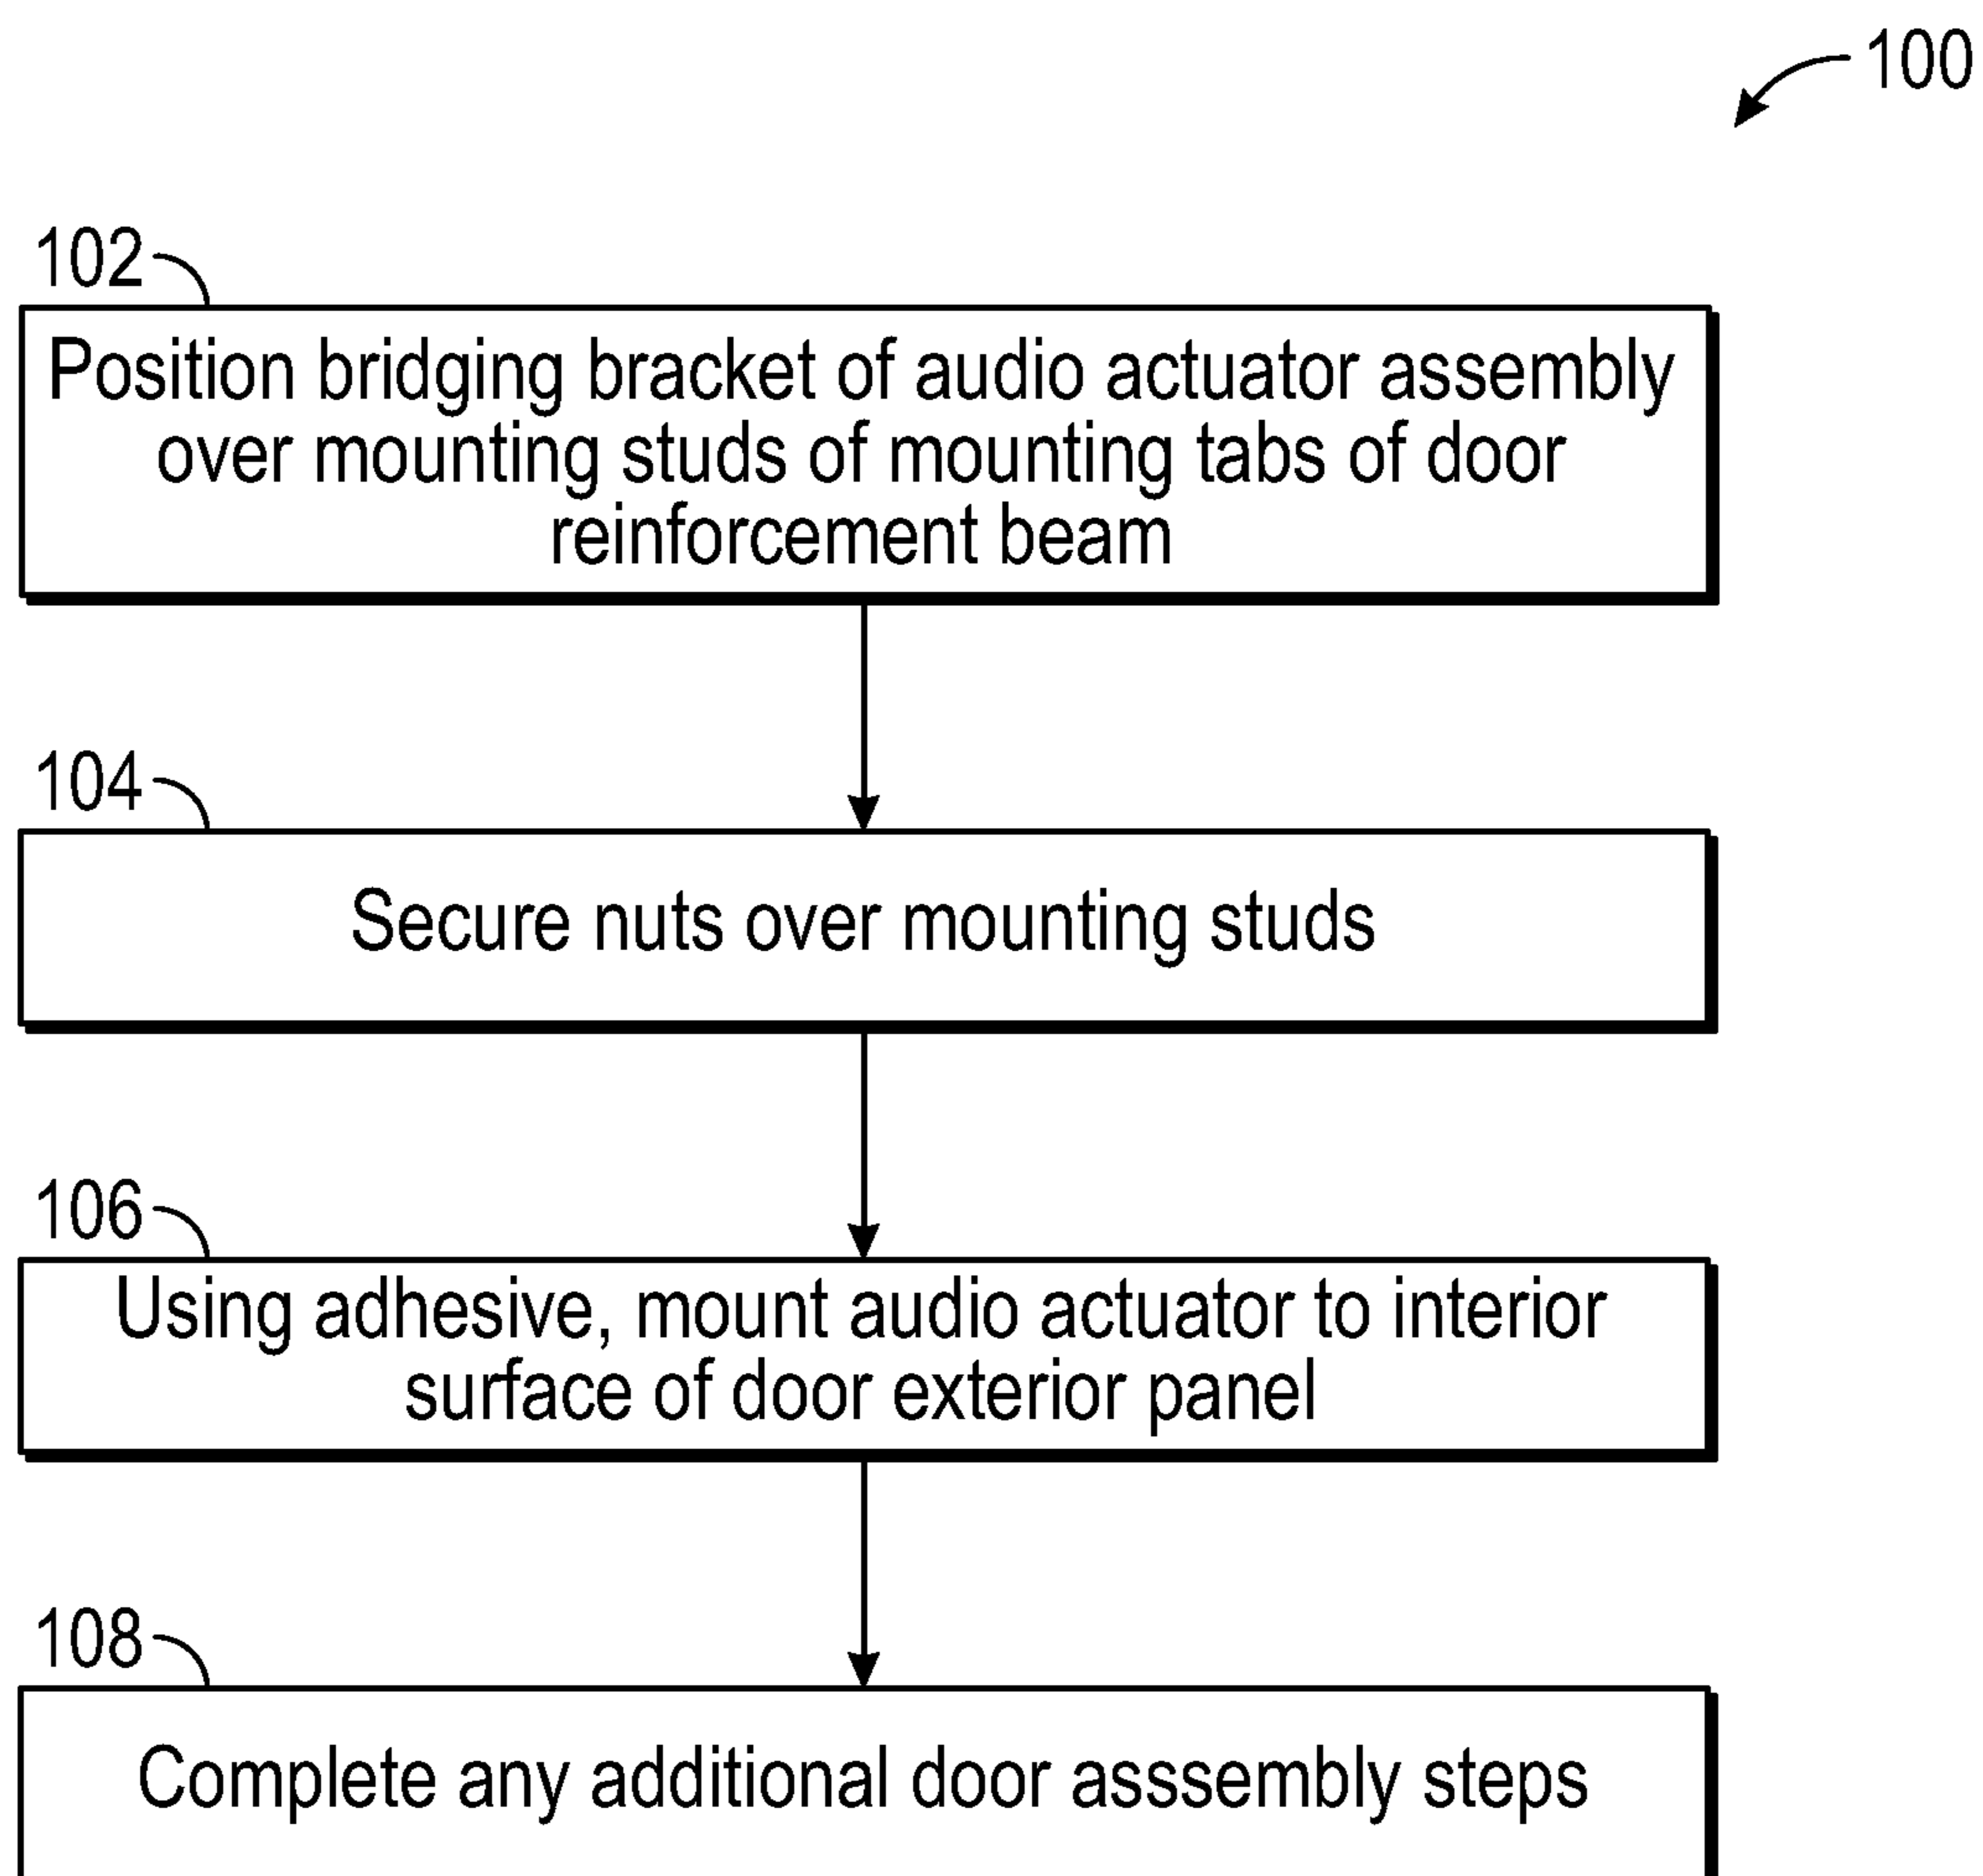 100
102
Position bridging bracket of audio actuator assembly
over mounting studs of mounting tabs of door
reinforcement beam
104
Secure nuts over mounting studs
106
Using adhesive, mount audio actuator to interior
surface of door exterior panel
108
Complete any additional door asssembly steps